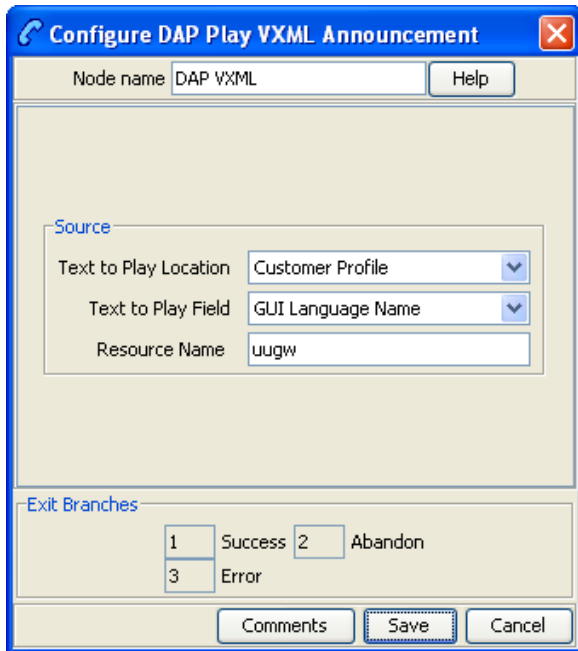 Configure DAP Play VXML Announcement
Node name DAP VXML Help
Source
Text to Play Location Customer Profile
Text to Play Field GUI Language Name
Resource Name uugw
Exit Branches
1 Success 2 Abandon
3 Error
Comments Save Cancel